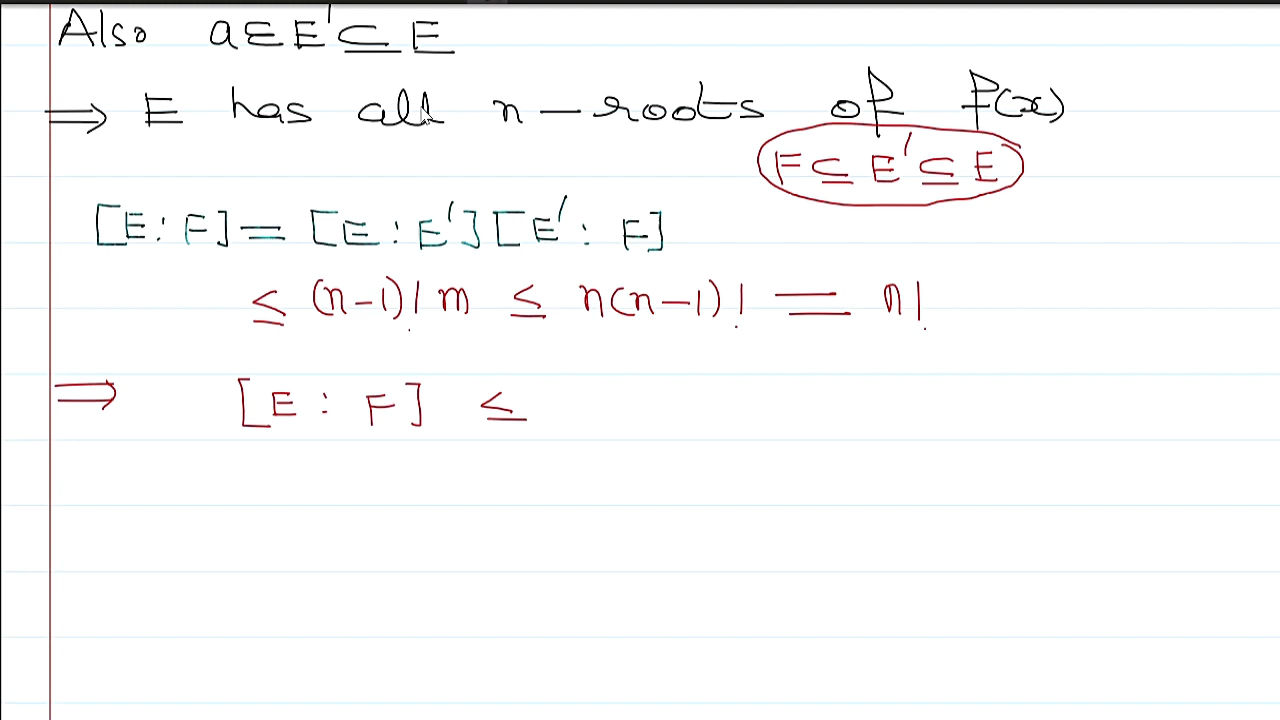 Also a∈E'⊆E
⟹ E has all n-roots of f(x)
F⊆E'⊆E
[E:F]=[E:E'][E':F]
≤(n-1)!m≤n(n-1)!=n!
⟹ [E:F] ≤